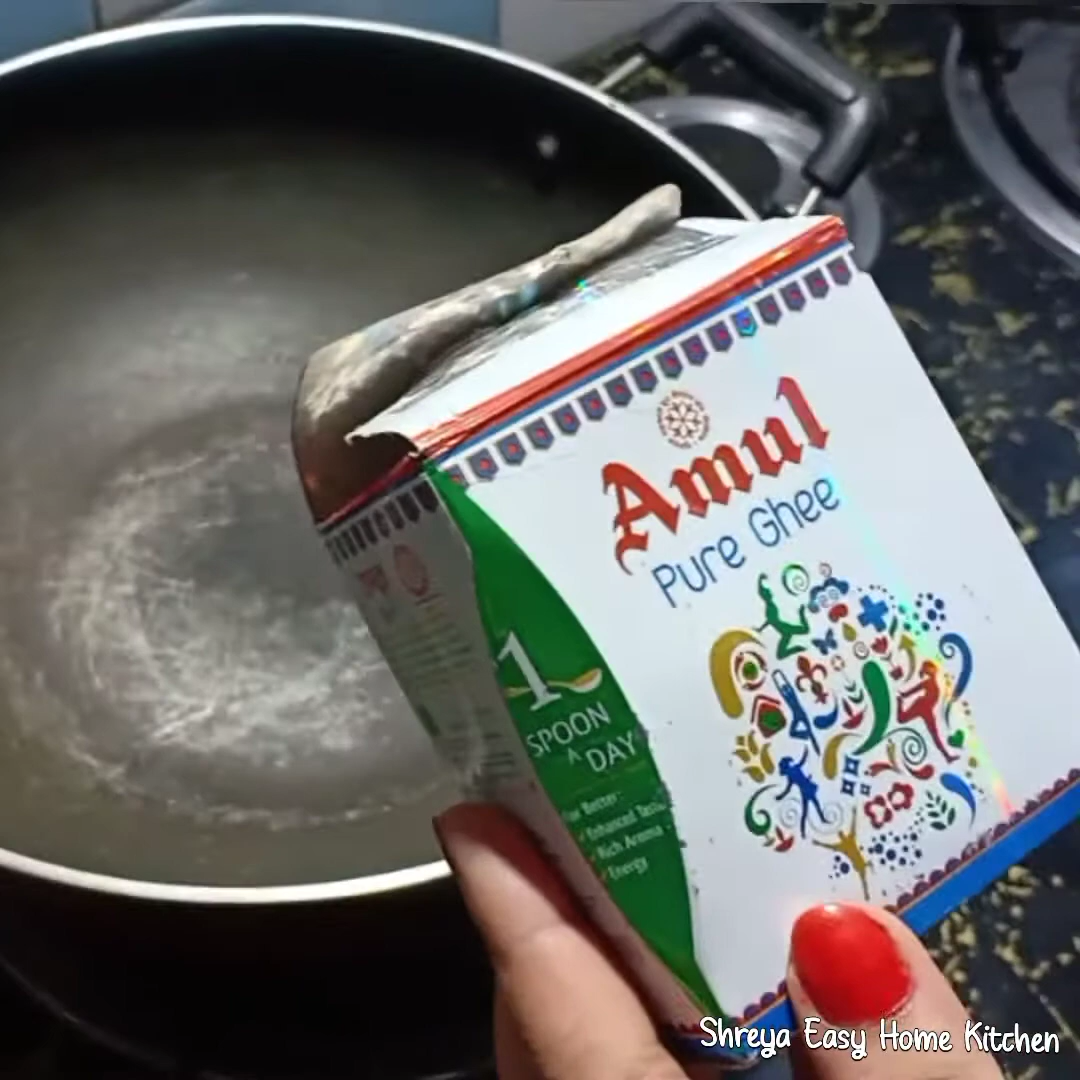 Amul
Pure Ghee
1
SPOON
A DAY
Enhanced Taste
Rich Aroma
Energy
Shreya Easy Home Kitchen